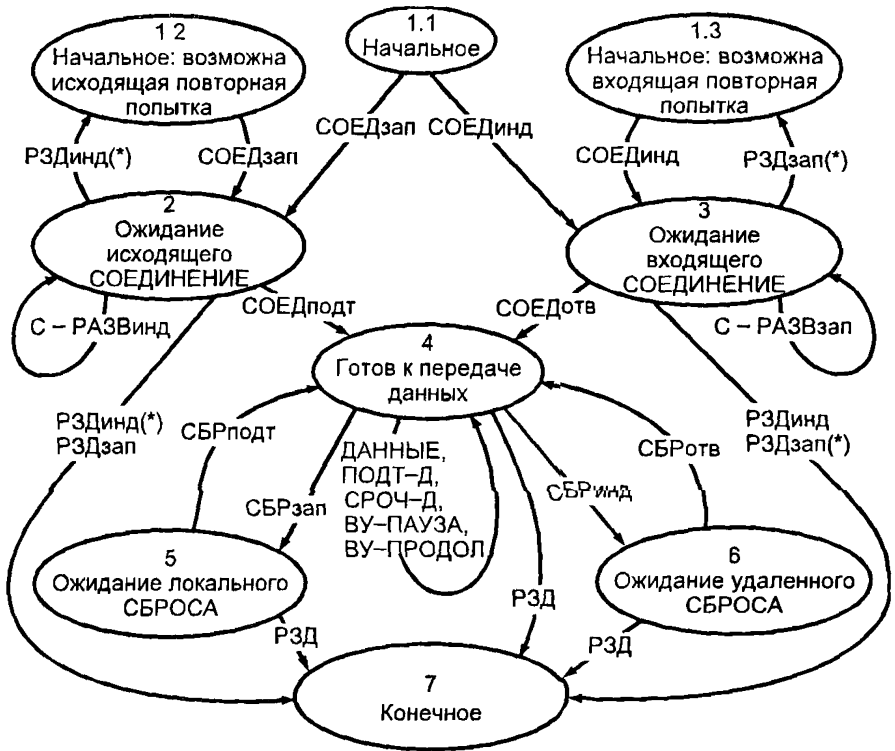 1 2
Начальное: возможна
исходящая повторная
попытка
1.1
Начальное
1.3
Начальное: возможна
входящая повторная
попытка
РЗДинд(*)
СОЕДзап
СОЕДзап
СОЕДинд
СОЕДинд
РЗДзап(*)
2
Ожидание
исходящего
СОЕДИНЕНИЕ
3
Ожидание
входящего
СОЕДИНЕНИЕ
С – РАЗВинд
СОЕДподт
СОЕДотв
С – РАЗВзап
4
Готов к передаче
данных
РЗДинд(*)
РЗДзап
СБРподт
СБРзап
ДАННЫЕ,
ПОДТ–Д,
СРОЧ–Д,
ВУ–ПАУЗА,
ВУ–ПРОДОЛ
СБРинд
СБРотв
РЗДинд
РЗДзап(*)
5
Ожидание локального
СБРОСА
6
Ожидание удаленного
СБРОСА
РЗД
РЗД
РЗД
7
Конечное